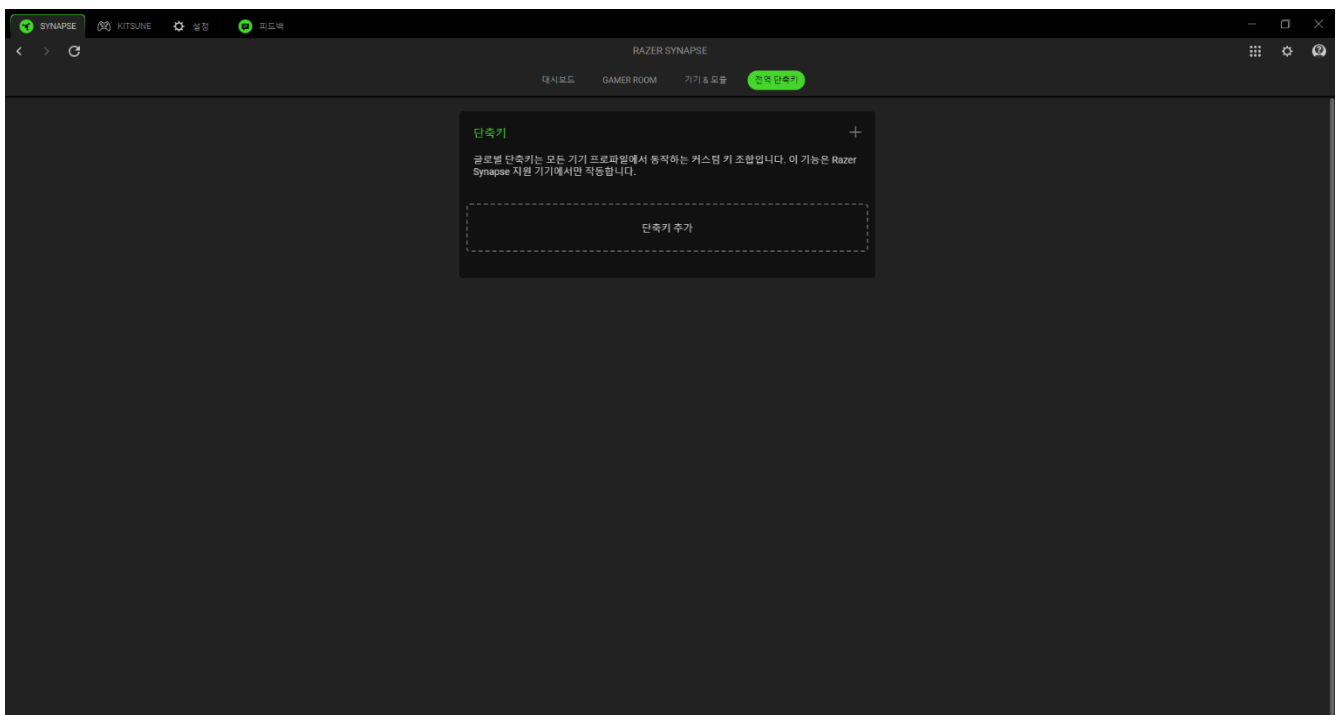 SYNAPSE
KITSUNE
설정
피드백
RAZER SYNAPSE
대시보드
GAMER ROOM
기기 & 모듈
전역 단축키
단축키
글로벌 단축키는 모든 기기 프로파일에서 동작하는 커스텀 키 조합입니다. 이 기능은 Razer
Synapse 지원 기기에서만 작동합니다.
단축키 추가